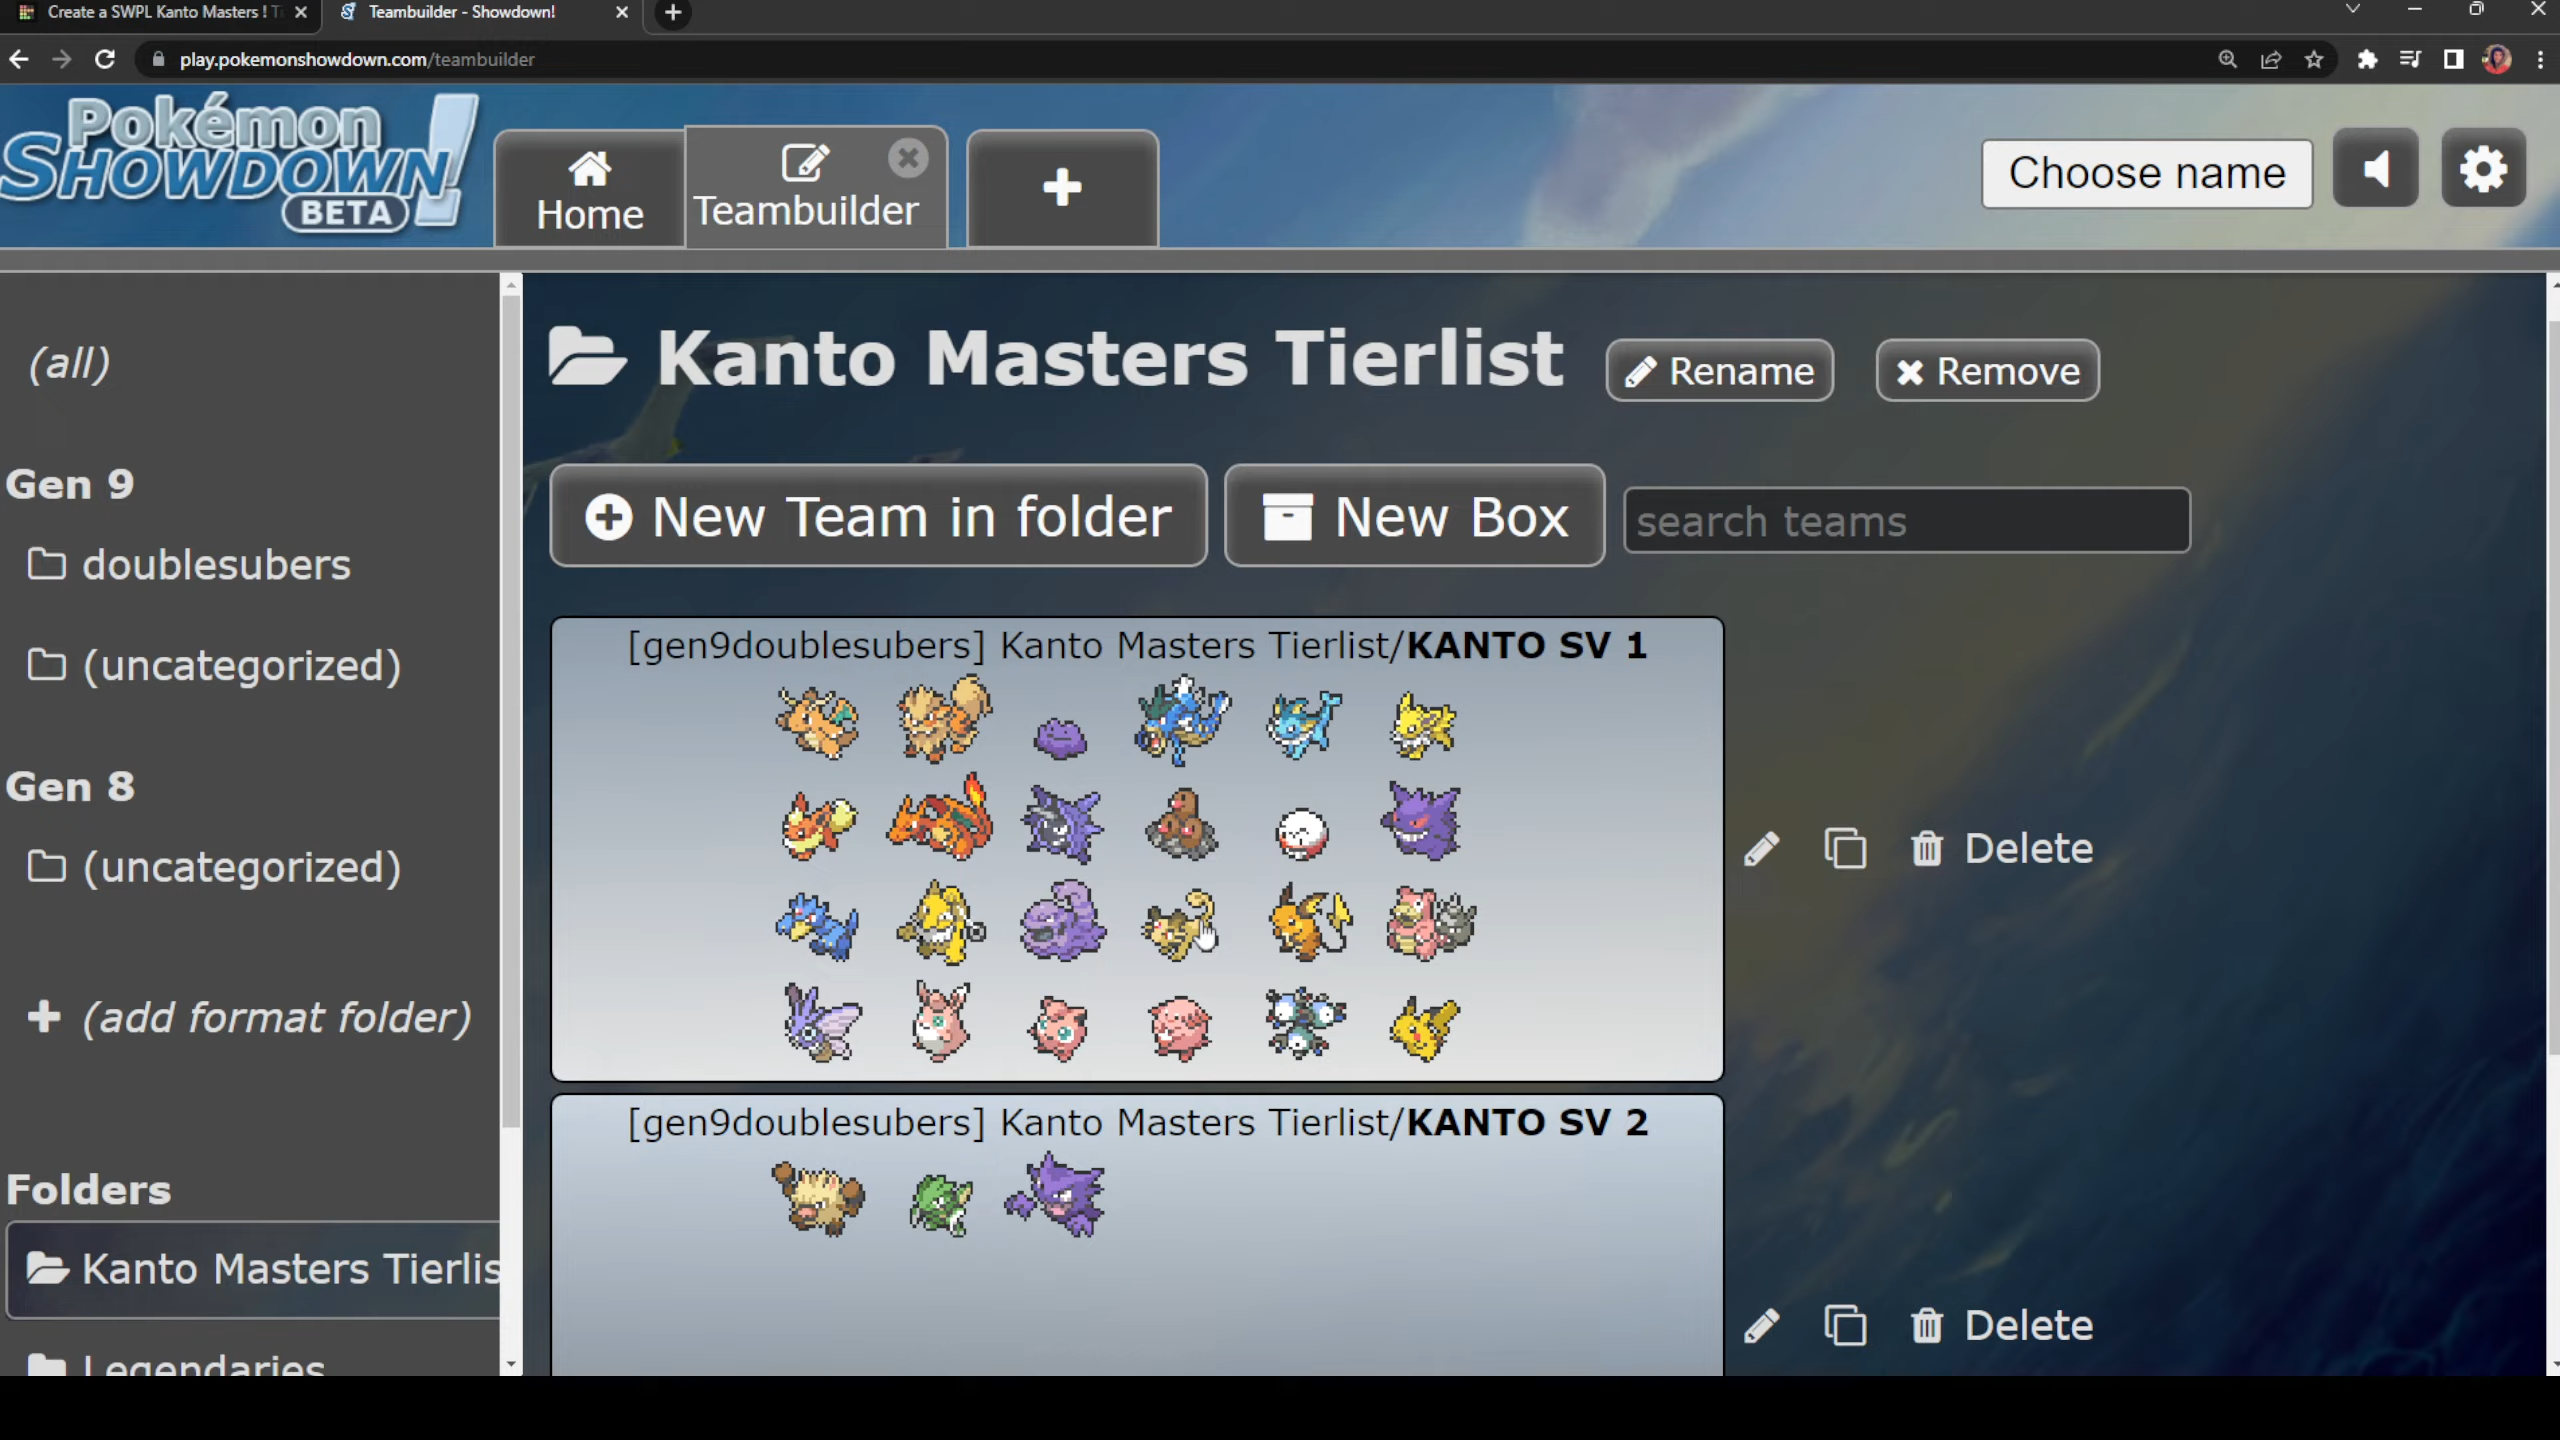 Create a SWPL Kanto Masters ! Ti
Teambuilder - Showdown!
play.pokemonshowdown.com/teambuilder
Pokémon
SHOWDOWN!
BETA
Home
Teambuilder
Choose name
(all)
Gen 9
doublesubers
(uncategorized)
Gen 8
(uncategorized)
(add format folder)
Folders
Kanto Masters Tierlis
Legendaries
Kanto Masters Tierlist
Rename
Remove
New Team in folder
New Box
search teams
[gen9doublesubers] Kanto Masters Tierlist/KANTO SV 1
Delete
[gen9doublesubers] Kanto Masters Tierlist/KANTO SV 2
Delete